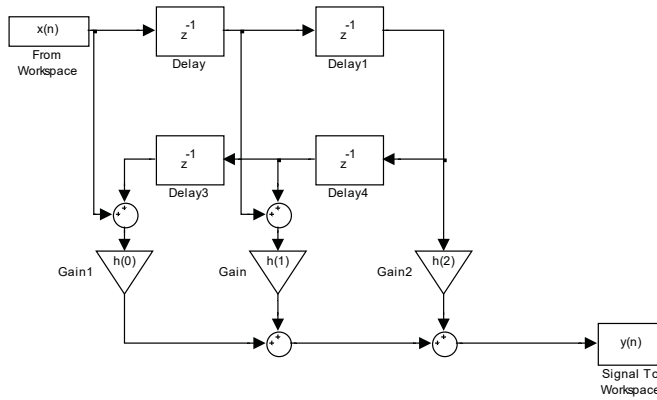 x(n)
From
Workspace
-1
z
Delay
-1
z
Delay1
-1
z
Delay3
-1
z
Delay4
+
+
+
+
h(0)
Gain1
h(1)
Gain
h(2)
Gain2
+
+
+
+
y(n)
Signal To
Workspace